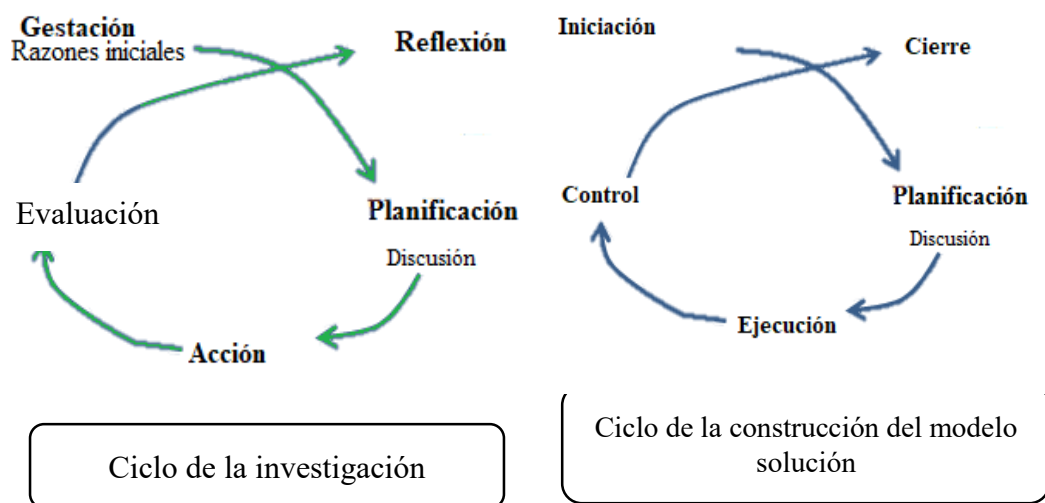 Gestación
Razones iniciales
Reflexión
Evaluación
Planificación
Discusión
Acción
Ciclo de la investigación
Iniciación
Cierre
Control
Planificación
Discusión
Ejecución
Ciclo de la construcción del modelo
solución